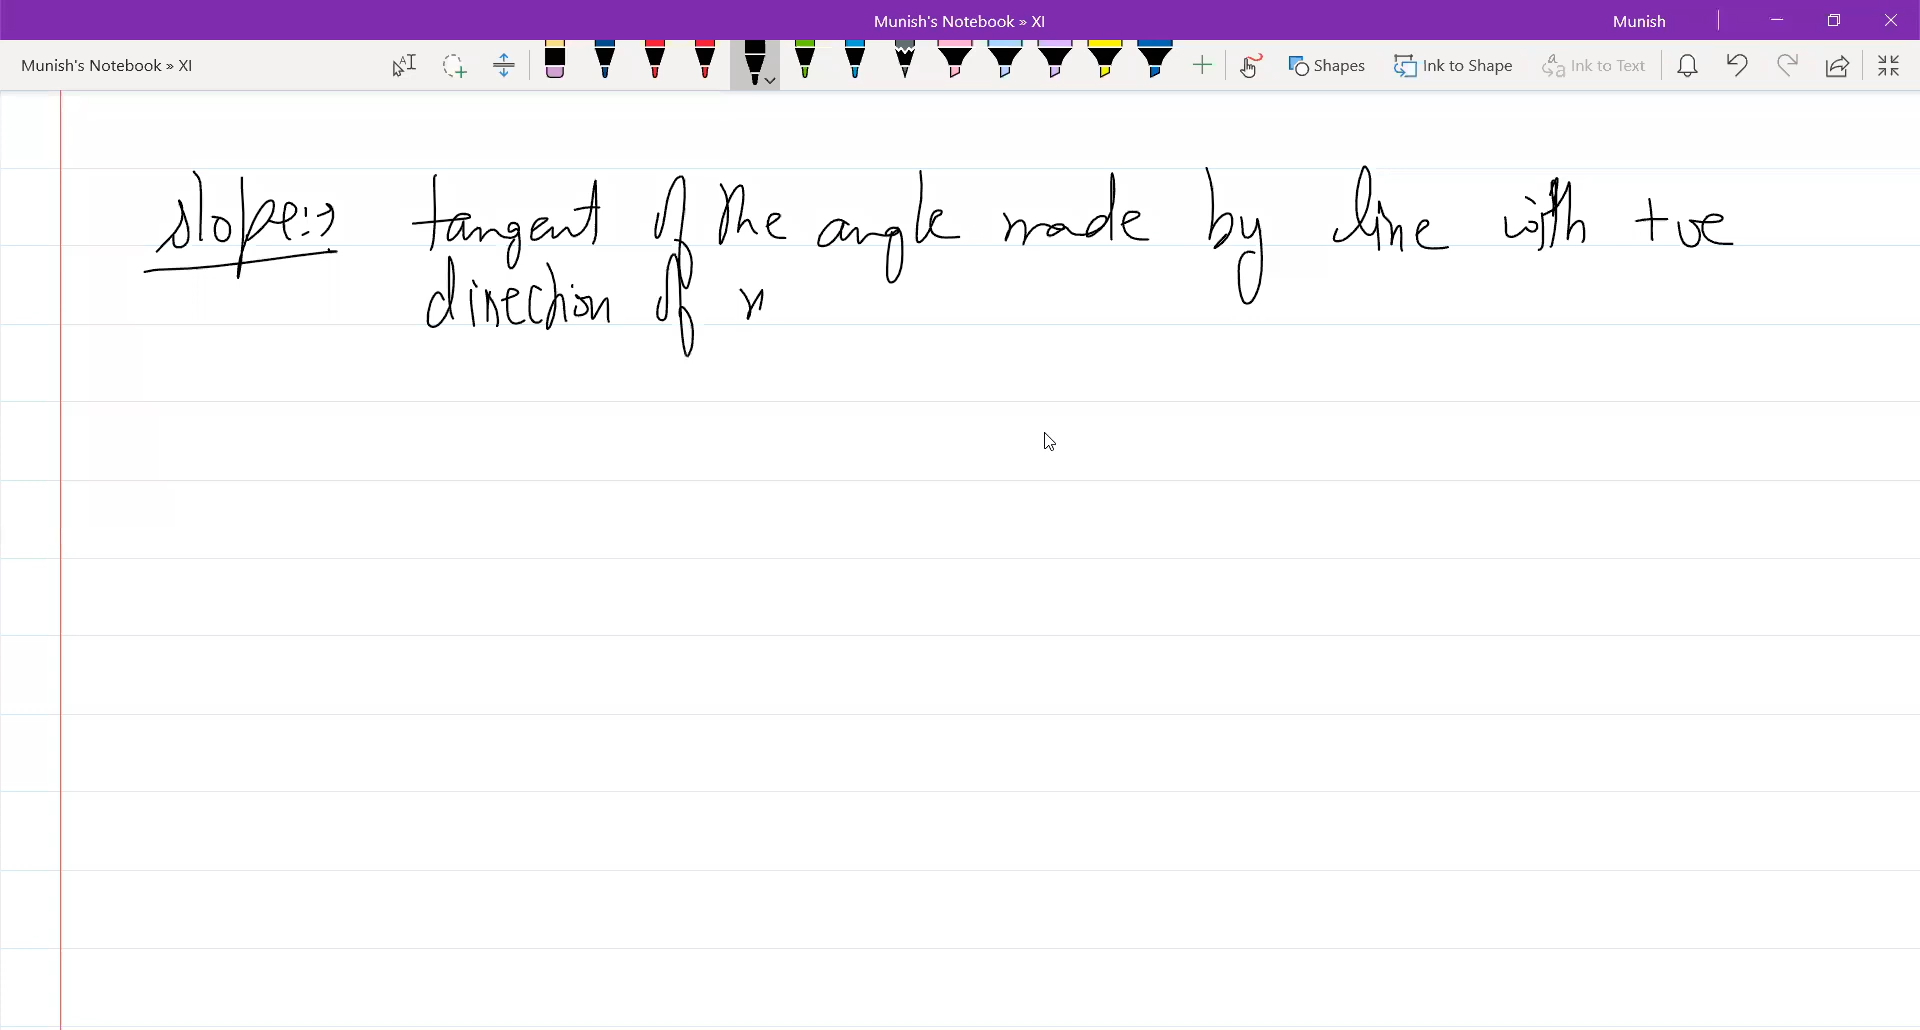 Munish's Notebook » XI
Munish
Munish's Notebook » XI
Shapes
Ink to Shape
Ink to Text
slope:→ tangent of the angle made by line with +ve
direction of x